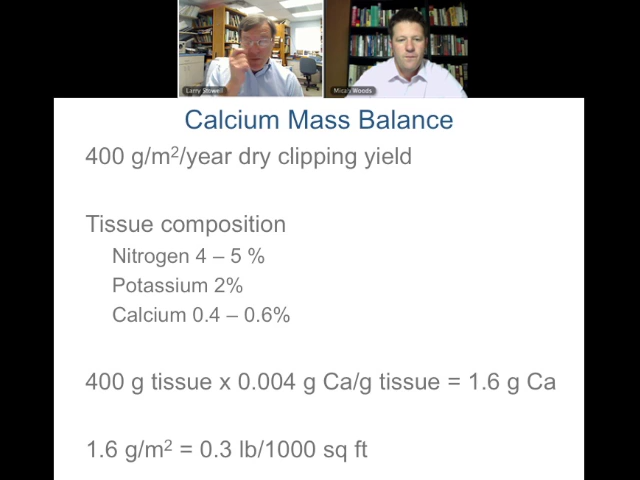 Larry Stowell
Micah Woods
Calcium Mass Balance
400 g/m²/year dry clipping yield
Tissue composition
Nitrogen 4 – 5 %
Potassium 2%
Calcium 0.4 – 0.6%
400 g tissue x 0.004 g Ca/g tissue = 1.6 g Ca
1.6 g/m² = 0.3 lb/1000 sq ft